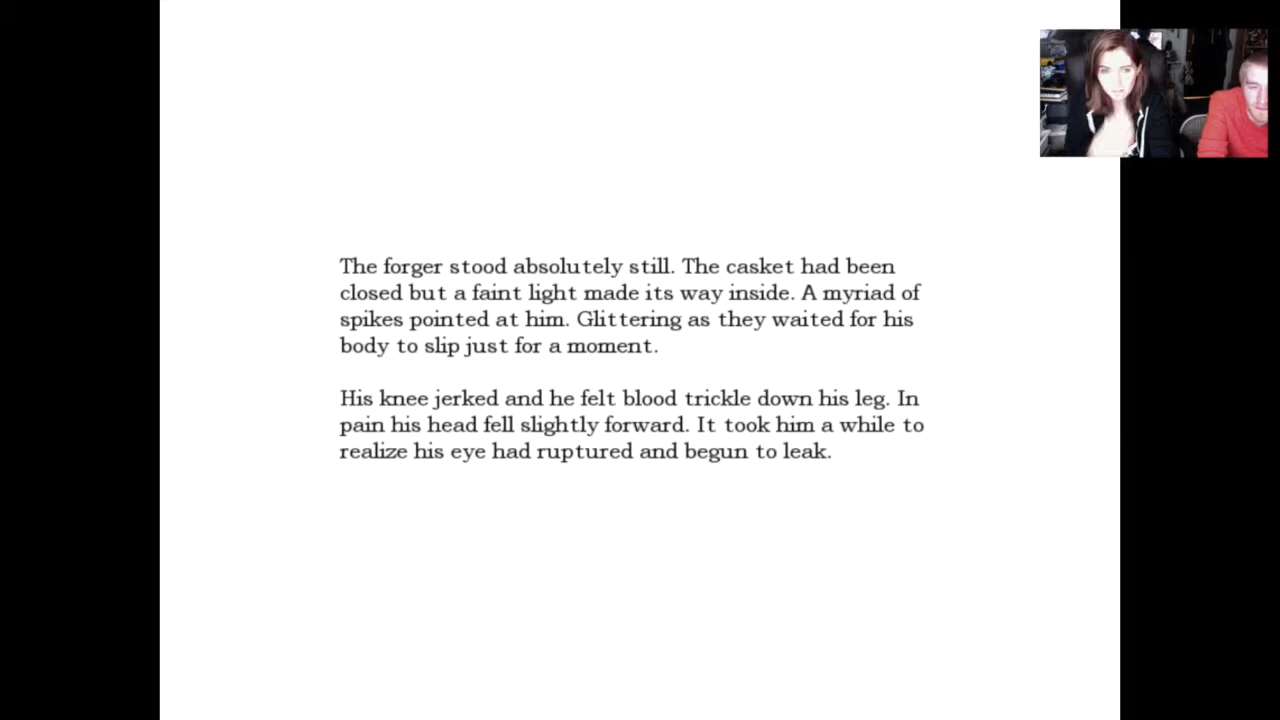 The forger stood absolutely still. The casket had been
closed but a faint light made its way inside. A myriad of
spikes pointed at him. Glittering as they waited for his
body to slip just for a moment.
His knee jerked and he felt blood trickle down his leg. In
pain his head fell slightly forward. It took him a while to
realize his eye had ruptured and begun to leak.